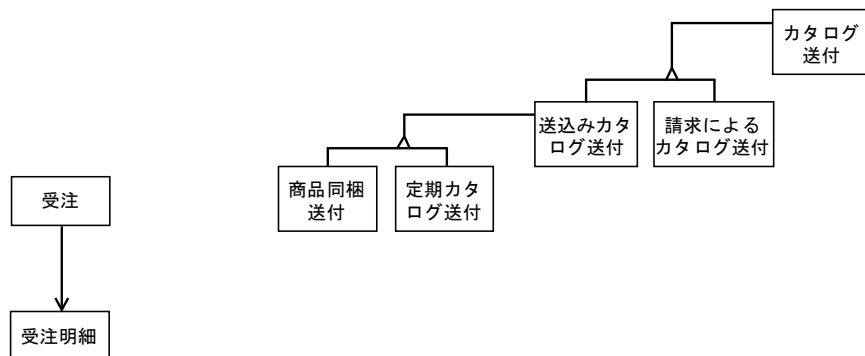 カタログ
送付
送込みカタ
ログ送付
請求による
カタログ送付
商品同梱
送付
定期カタ
ログ送付
受注
受注明細